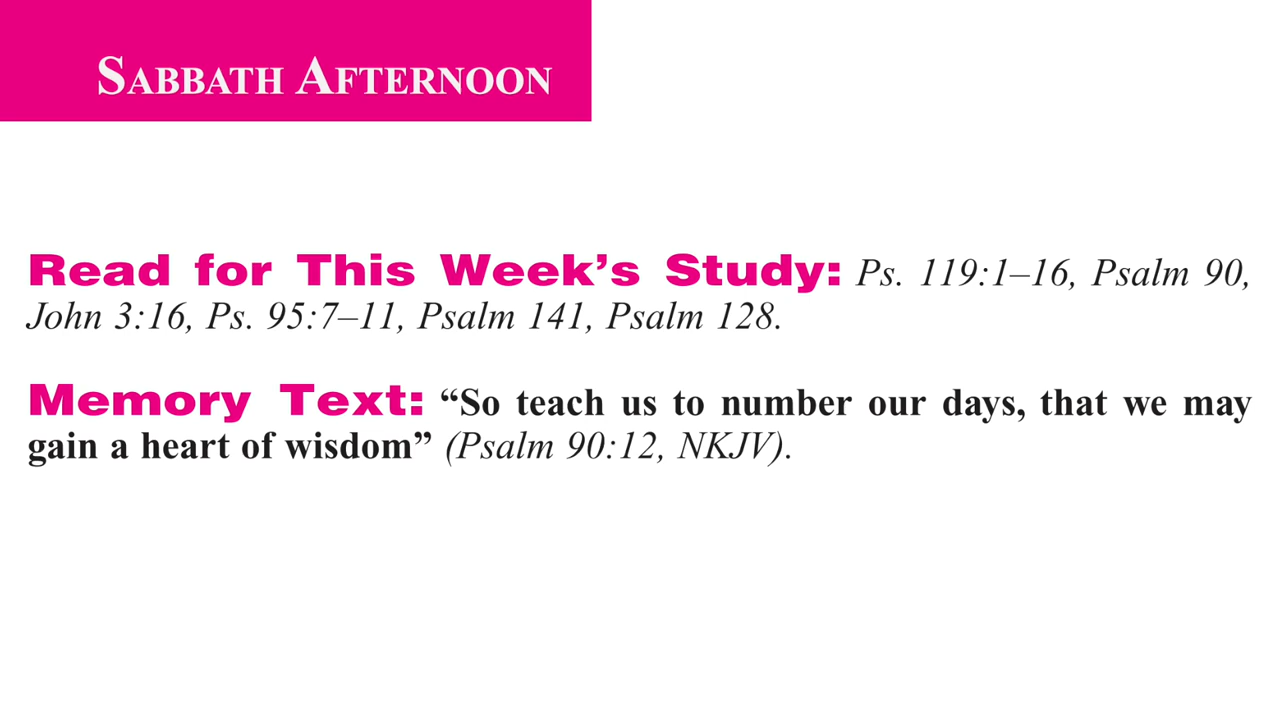 SABBATH AFTERNOON
Read for This Week’s Study: Ps. 119:1–16, Psalm 90,
John 3:16, Ps. 95:7–11, Psalm 141, Psalm 128.
Memory Text: “So teach us to number our days, that we may
gain a heart of wisdom” (Psalm 90:12, NKJV).